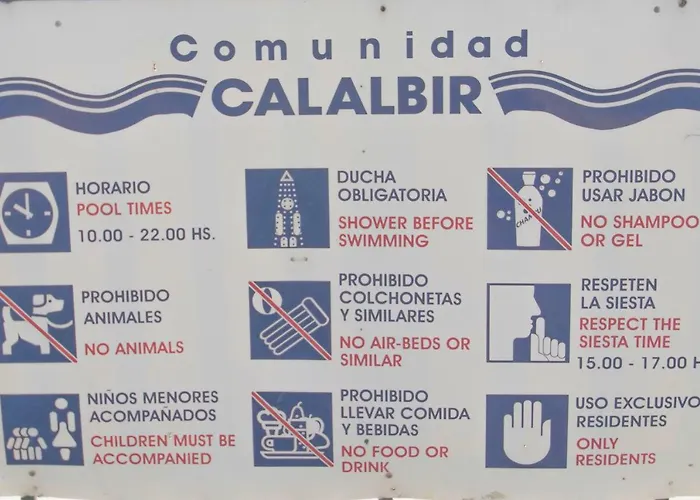 Comunidad
CALALBIR
HORARIO
POOL TIMES
10.00 - 22.00 HS.
DUCHA
OBLIGATORIA
SHOWER BEFORE
SWIMMING
PROHIBIDO
USAR JABON
NO SHAMPOO
OR GEL
PROHIBIDO
ANIMALES
NO ANIMALS
PROHIBIDO
COLCHONETAS
Y SIMILARES
NO AIR-BEDS OR
SIMILAR
RESPETEN
LA SIESTA
RESPECT THE
SIESTA TIME
15.00 - 17.00 H
NIÑOS MENORES
ACOMPAÑADOS
CHILDREN MUST BE
ACCOMPANIED
PROHIBIDO
LLEVAR COMIDA
Y BEBIDAS
NO FOOD OR
DRINK
USO EXCLUSIVO
RESIDENTES
ONLY
RESIDENTS